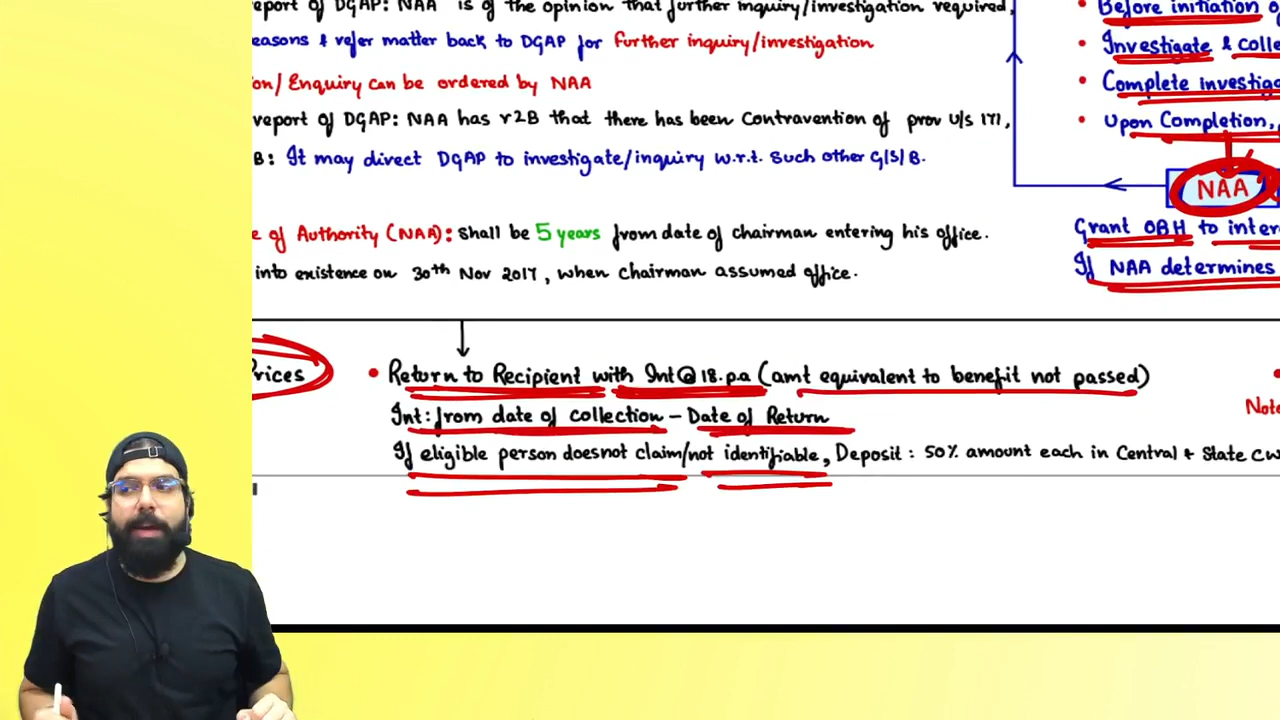 report of DGAP: NAA is of the opinion that further inquiry/investigation required,
easons & refer matter back to DGAP for further inquiry/investigation
on/ Enquiry can be ordered by NAA
report of DGAP: NAA has r2B that there has been Contravention of prov U/s 171,
B: It may direct DGAP to investigate/inquiry w.r.t. such other G/S/B.
e of Authority (NAA): Shall be 5 years from date of chairman entering his office.
into existence on 30th Nov 2017, when Chairman assumed office.
Before initiation o
Investigate & colle
Complete investiga
Upon Completion,
NAA
Grant OBH to inter
If NAA determines
Prices
• Return to Recipient with Int@18.p.a (amt equivalent to benefit not passed)
Int: from date of collection – Date of Return
If eligible person doesnot claim/not identifiable, Deposit : 50% amount each in Central + State CW
Note